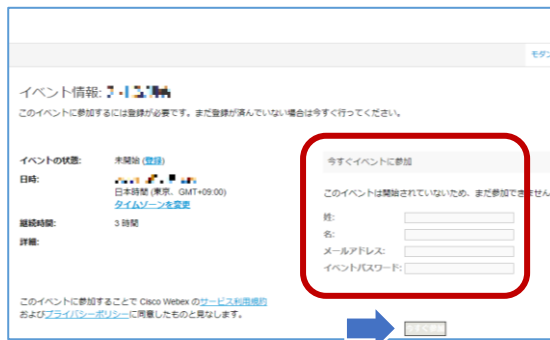 モダン
イベント情報:
このイベントに参加するには登録が必要です。まだ登録が済んでいない場合は今すぐ行ってください。
イベントの状態: 未開始 (登録)
日時:
日本時間 (東京、GMT+09:00)
タイムゾーンを変更
継続時間: 3 時間
詳細:
このイベントに参加することで Cisco Webex のサービス利用規約
およびプライバシーポリシーに同意したものと見なします。
今すぐイベントに参加
このイベントは開始されていないため、まだ参加できません
姓:
名:
メールアドレス:
イベントパスワード:
今すぐ参加